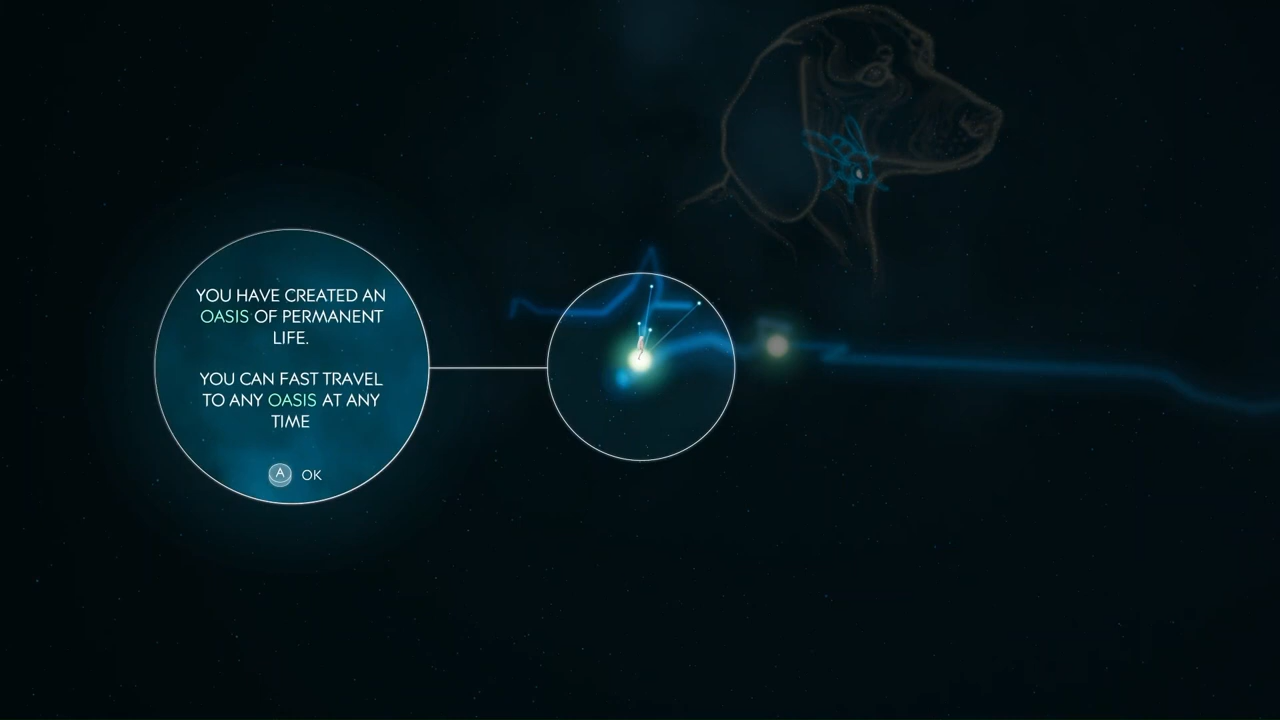 YOU HAVE CREATED AN
OASIS OF PERMANENT
LIFE.
YOU CAN FAST TRAVEL
TO ANY OASIS AT ANY
TIME
A OK